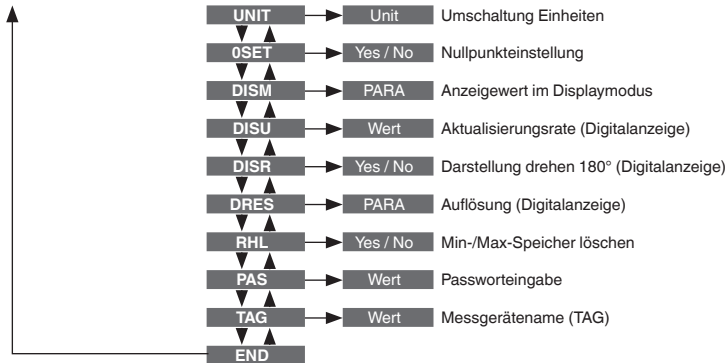 UNIT Unit Umschaltung Einheiten
0SET Yes / No Nullpunkteinstellung
DISM PARA Anzeigewert im Displaymodus
DISU Wert Aktualisierungsrate (Digitalanzeige)
DISR Yes / No Darstellung drehen 180° (Digitalanzeige)
DRES PARA Auflösung (Digitalanzeige)
RHL Yes / No Min-/Max-Speicher löschen
PAS Wert Passworteingabe
TAG Wert Messgerätename (TAG)
END